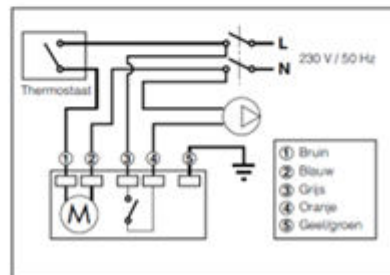 L
N
230 V / 50 Hz
Thermostaat
1 2 3 4 5
M
① Bruin
② Blauw
③ Grijs
④ Oranje
⑤ Geel/groen